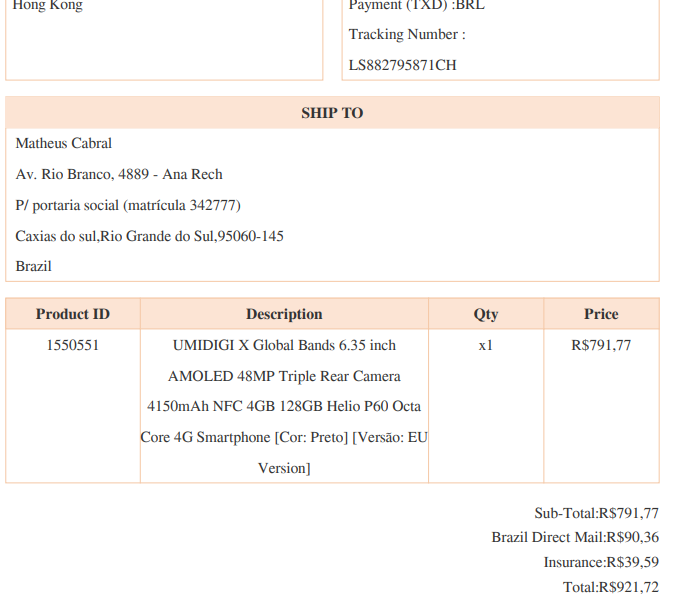 Hong Kong
Payment (TXD) :BRL
Tracking Number :
LS882795871CH
SHIP TO
Matheus Cabral
Av. Rio Branco, 4889 - Ana Rech
P/ portaria social (matrícula 342777)
Caxias do sul,Rio Grande do Sul,95060-145
Brazil
Product ID Description Qty Price
1550551 UMIDIGI X Global Bands 6.35 inch x1 R$791,77
AMOLED 48MP Triple Rear Camera
4150mAh NFC 4GB 128GB Helio P60 Octa
Core 4G Smartphone [Cor: Preto] [Versão: EU
Version]
Sub-Total:R$791,77
Brazil Direct Mail:R$90,36
Insurance:R$39,59
Total:R$921,72